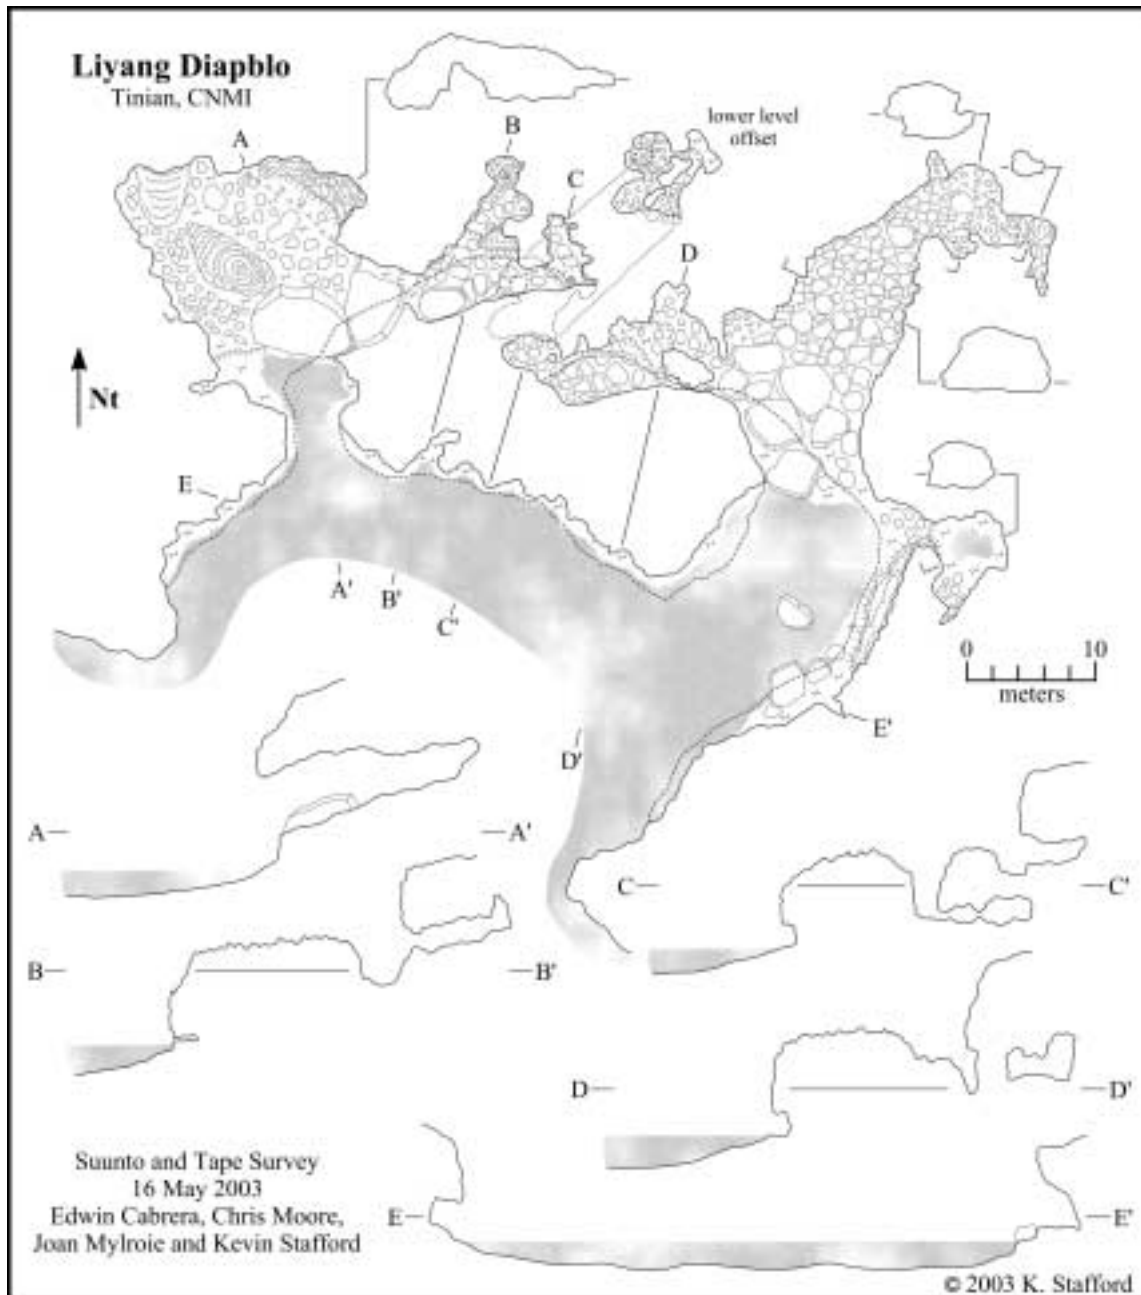 Liyang Diapblo
Tinian, CNMI
lower level
offset
A
B
C
D
Nt
E
A'
B'
C'
D'
E'
0 10
meters
A A'
B B'
C C'
D D'
E E'
Suunto and Tape Survey
16 May 2003
Edwin Cabrera, Chris Moore,
Joan Mylroie and Kevin Stafford
© 2003 K. Stafford